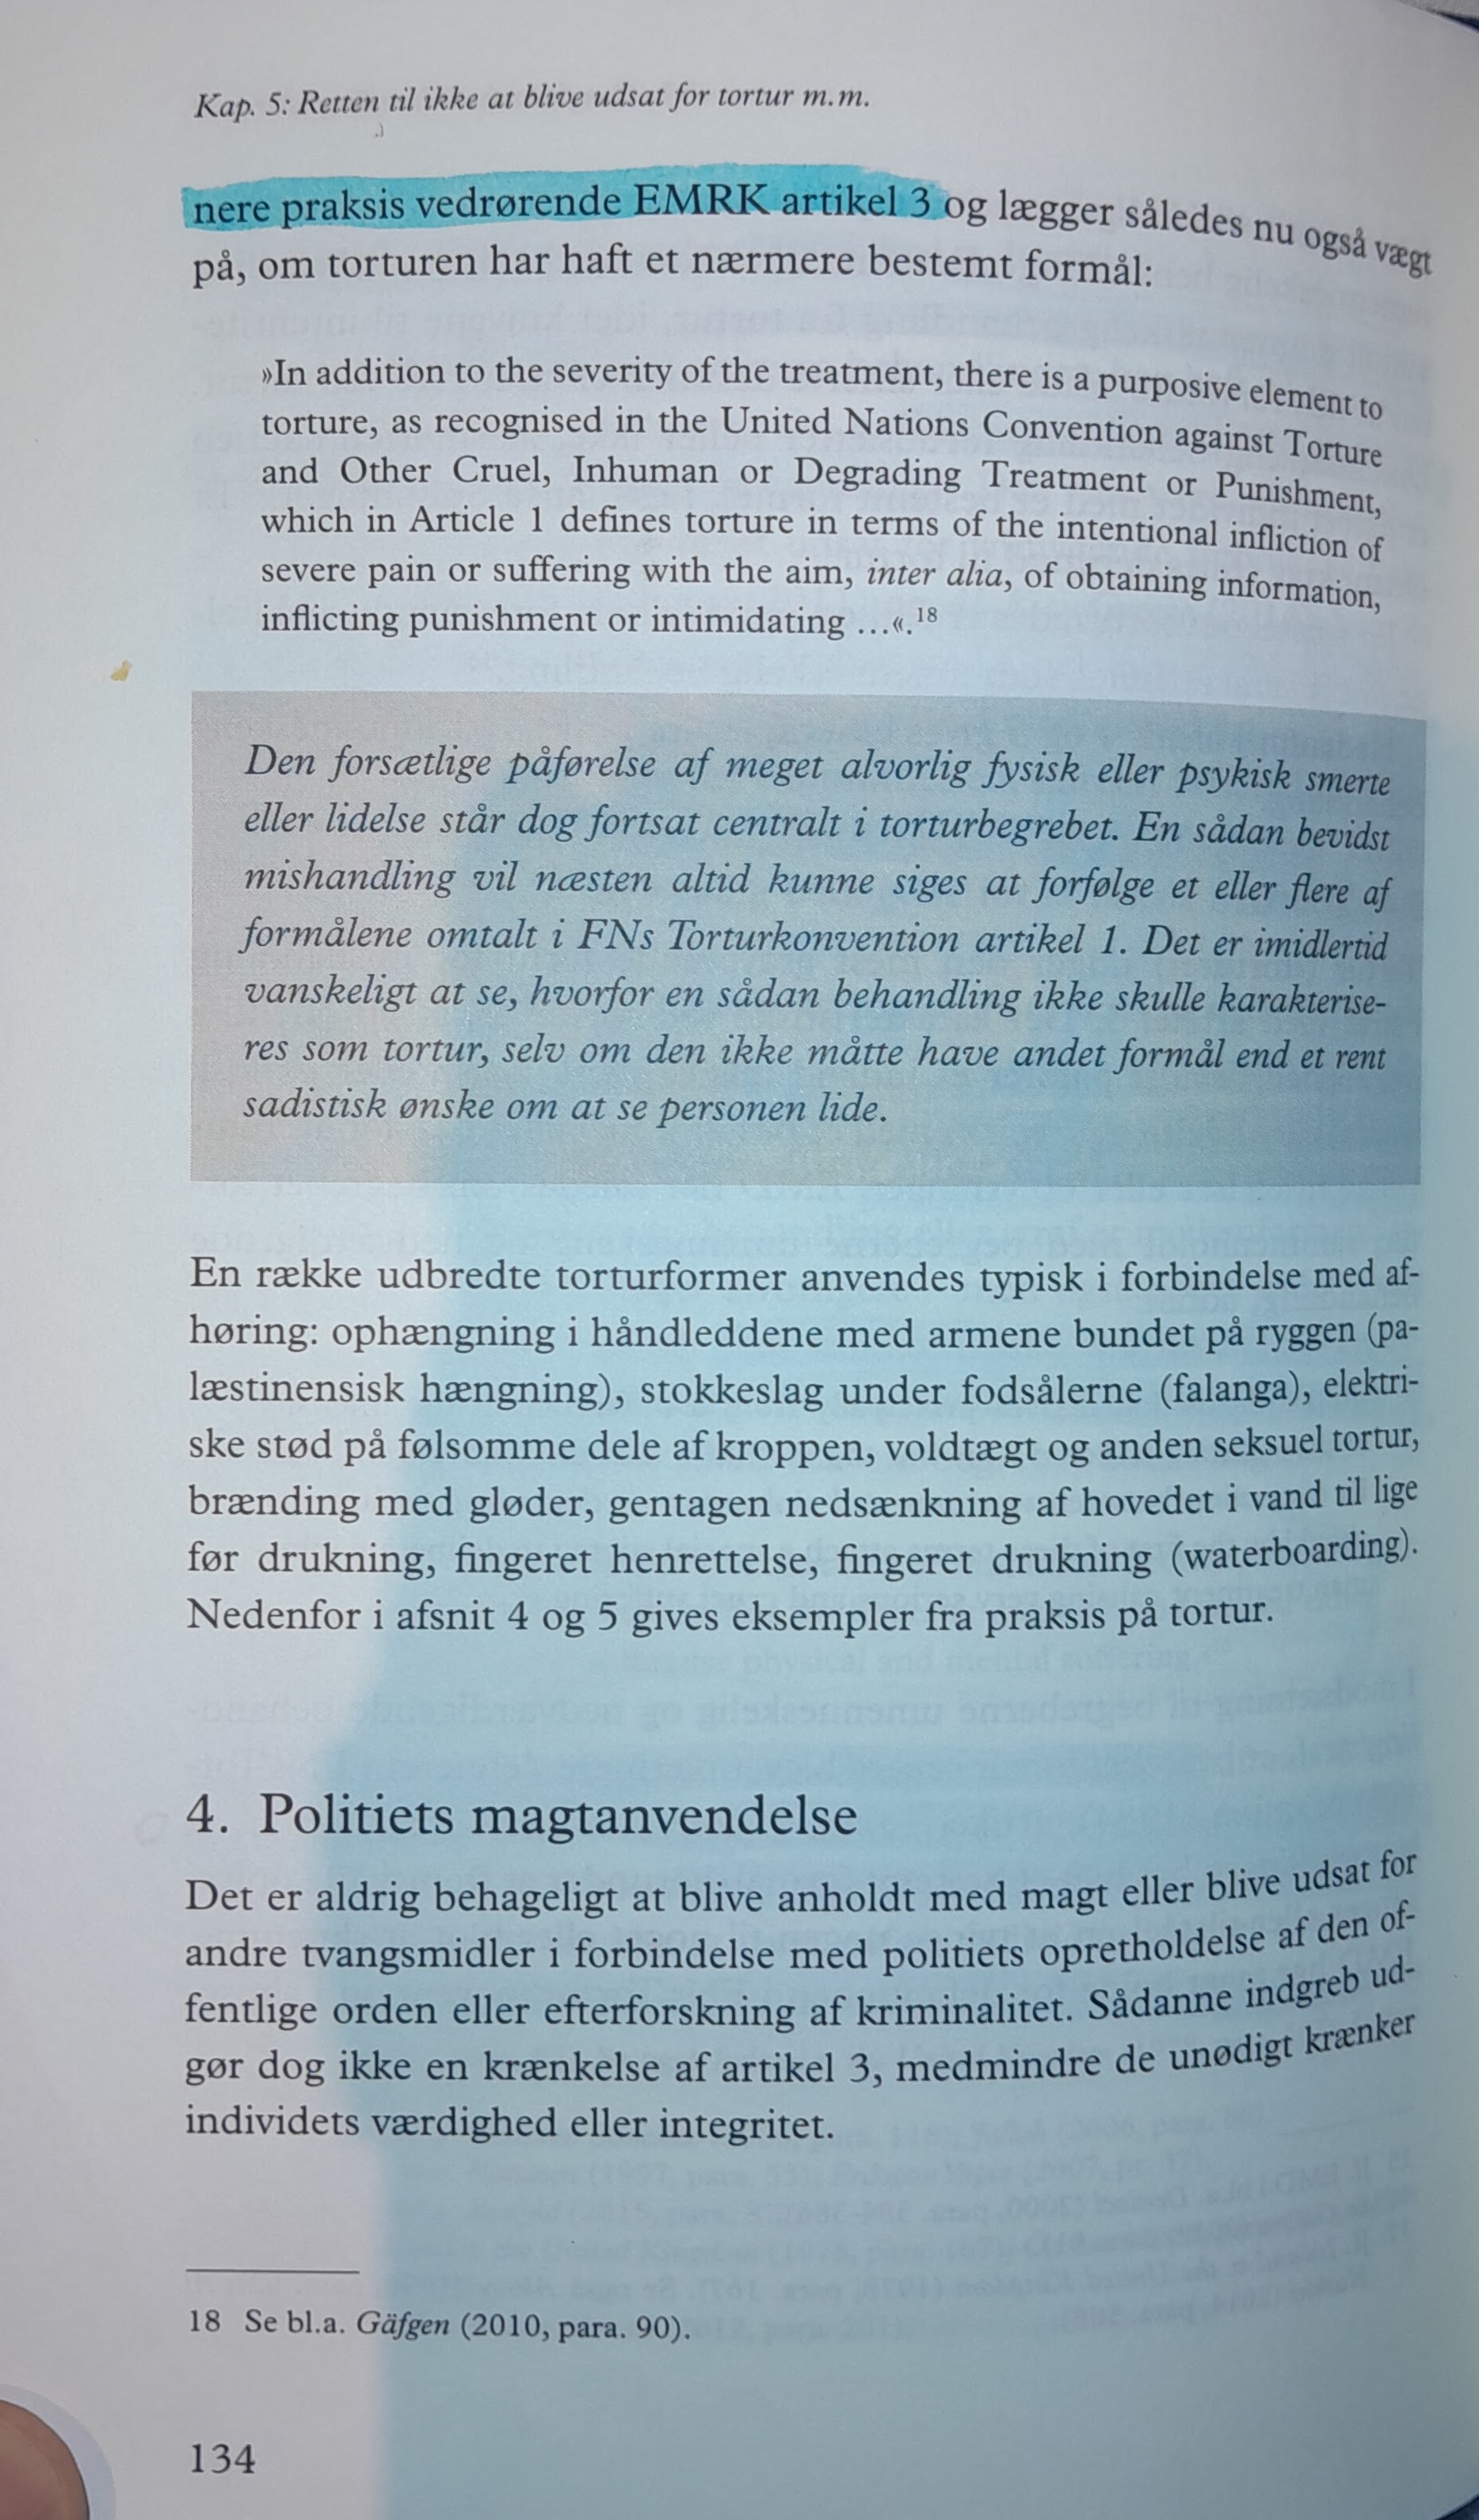 Kap. 5: Retten til ikke at blive udsat for tortur m.m.
nere praksis vedrørende EMRK artikel 3 og lægger således nu også vægt
på, om torturen har haft et nærmere bestemt formål:
»In addition to the severity of the treatment, there is a purposive element to
torture, as recognised in the United Nations Convention against Torture
and Other Cruel, Inhuman or Degrading Treatment or Punishment,
which in Article 1 defines torture in terms of the intentional infliction of
severe pain or suffering with the aim, inter alia, of obtaining information,
inflicting punishment or intimidating ...«.18
Den forsætlige påførelse af meget alvorlig fysisk eller psykisk smerte
eller lidelse står dog fortsat centralt i torturbegrebet. En sådan bevidst
mishandling vil næsten altid kunne siges at forfølge et eller flere af
formålene omtalt i FNs Torturkonvention artikel 1. Det er imidlertid
vanskeligt at se, hvorfor en sådan behandling ikke skulle karakterise-
res som tortur, selv om den ikke måtte have andet formål end et rent
sadistisk ønske om at se personen lide.
En række udbredte torturformer anvendes typisk i forbindelse med af-
høring: ophængning i håndleddene med armene bundet på ryggen (pa-
læstinensisk hængning), stokkeslag under fodsålerne (falanga), elektri-
ske stød på følsomme dele af kroppen, voldtægt og anden seksuel tortur,
brænding med gløder, gentagen nedsænkning af hovedet i vand til lige
før drukning, fingeret henrettelse, fingeret drukning (waterboarding).
Nedenfor i afsnit 4 og 5 gives eksempler fra praksis på tortur.
4. Politiets magtanvendelse
Det er aldrig behageligt at blive anholdt med magt eller blive udsat for
andre tvangsmidler i forbindelse med politiets opretholdelse af den of-
fentlige orden eller efterforskning af kriminalitet. Sådanne indgreb ud-
gør dog ikke en krænkelse af artikel 3, medmindre de unødigt krænker
individets værdighed eller integritet.
18 Se bl.a. Gäfgen (2010, para. 90).
134